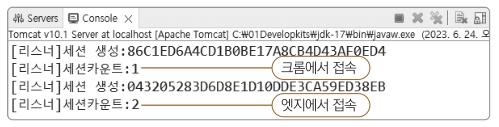 Servers Console
Tomcat v10.1 Server at localhost [Apache Tomcat] C:\01Developkits\jdk-17\bin\javaw.exe (2023. 6. 24. 오
[리스너]세션 생성:86C1ED6A4CD1B0BE17A8CB4D43AF0ED4
[리스너]세션카운트:1 크롬에서 접속
[리스너]세션 생성:043205283D6D8E1D10DDE3CA59ED38EB
[리스너]세션카운트:2 엣지에서 접속